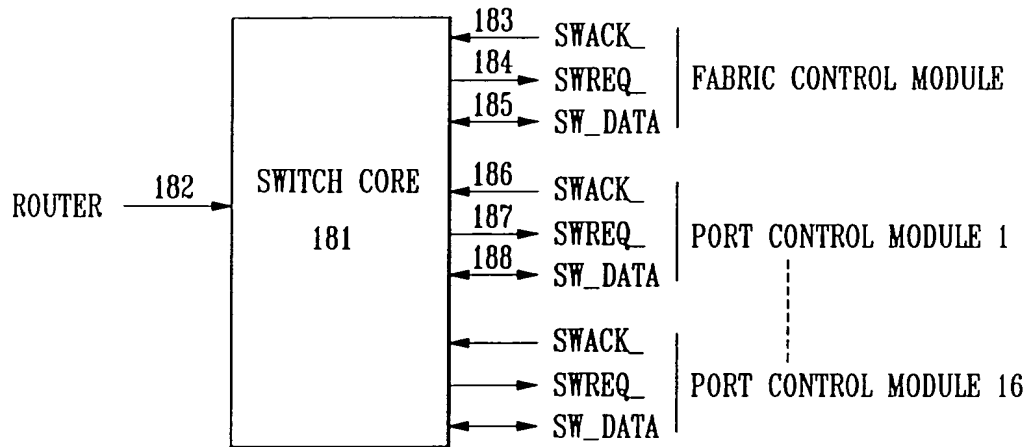 183 SWACK_
184 SWREQ_ FABRIC CONTROL MODULE
185 SW_DATA
ROUTER 182 SWITCH CORE 181
186 SWACK_
187 SWREQ_ PORT CONTROL MODULE 1
188 SW_DATA
SWACK_
SWREQ_ PORT CONTROL MODULE 16
SW_DATA